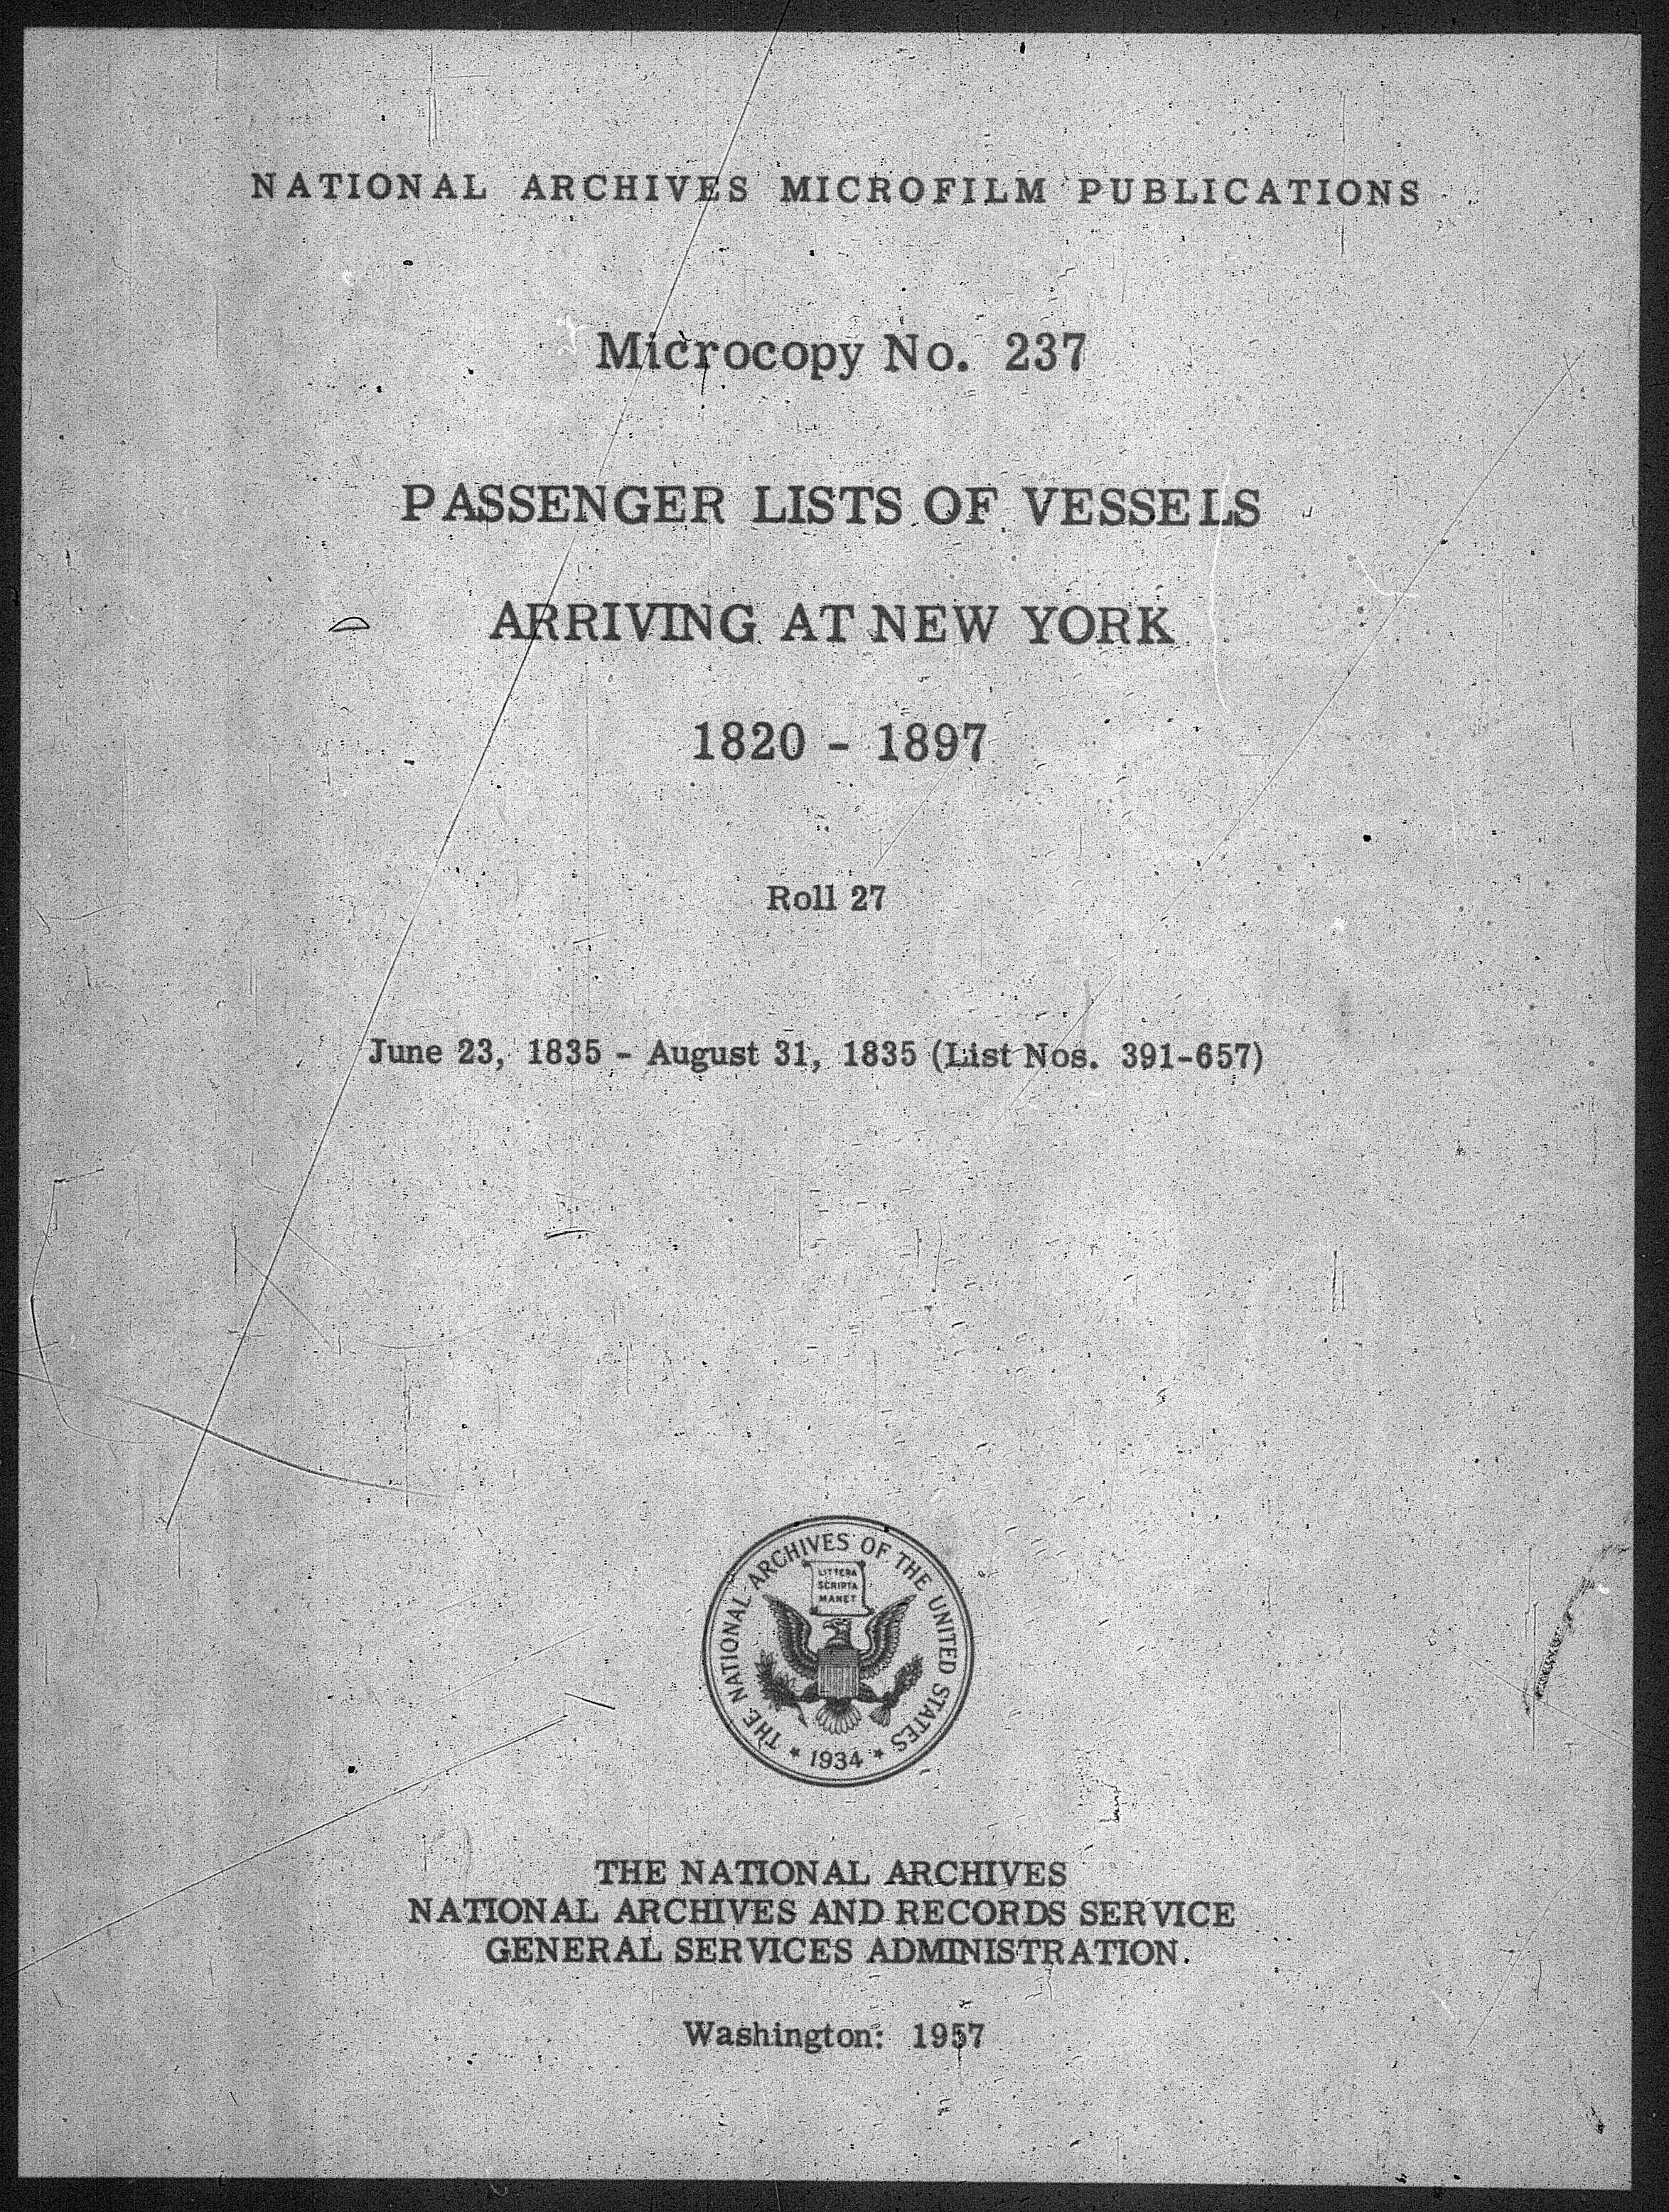 NATIONAL ARCHIVES MICROFILM PUBLICATIONS
Microcopy No. 237
PASSENGER LISTS OF VESSELS
ARRIVING AT NEW YORK
1820 - 1897
Roll 27
June 23, 1835 - August 31, 1835 (List Nos. 391-657)
THE NATIONAL ARCHIVES OF THE UNITED STATES
LITTERA
SCRIPTA
MANET
★ 1934 ★
THE NATIONAL ARCHIVES
NATIONAL ARCHIVES AND RECORDS SERVICE
GENERAL SERVICES ADMINISTRATION
Washington: 1957